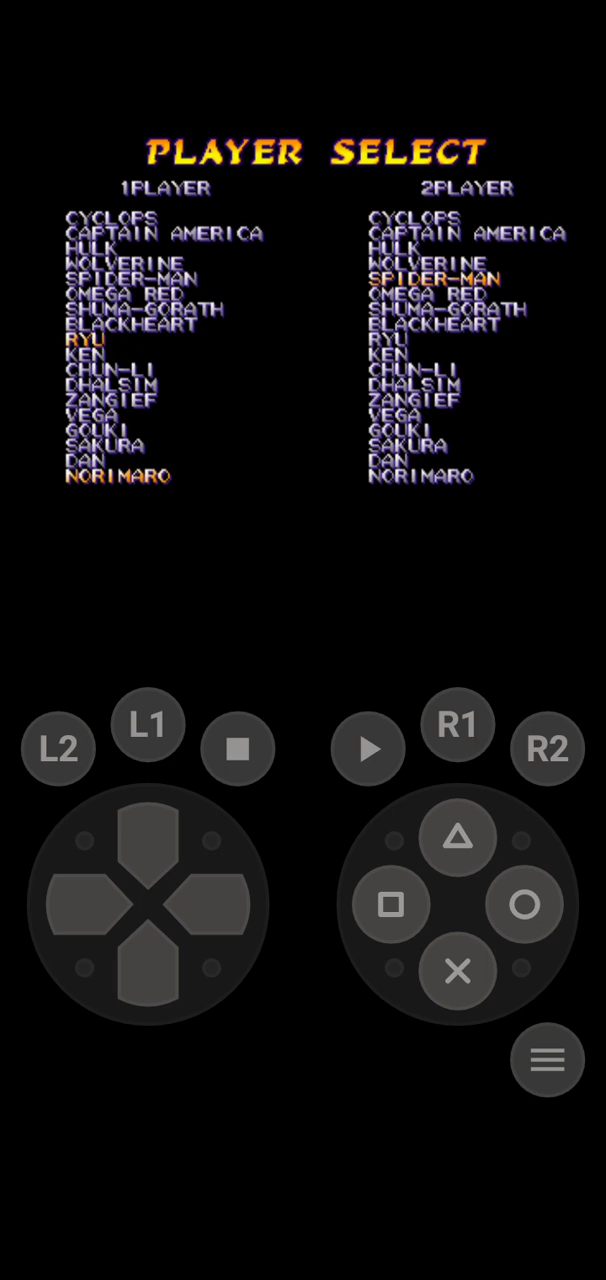 PLAYER SELECT
1PLAYER
CYCLOPS
CAPTAIN AMERICA
HULK
WOLVERINE
SPIDER-MAN
OMEGA RED
SHUMA-GORATH
BLACKHEART
RYU
KEN
CHUN-LI
DHALSIM
ZANGIEF
VEGA
GOUKI
SAKURA
DAN
NORIMARO
2PLAYER
CYCLOPS
CAPTAIN AMERICA
HULK
WOLVERINE
SPIDER-MAN
OMEGA RED
SHUMA-GORATH
BLACKHEART
RYU
KEN
CHUN-LI
DHALSIM
ZANGIEF
VEGA
GOUKI
SAKURA
DAN
NORIMARO
L2
L1
R1
R2